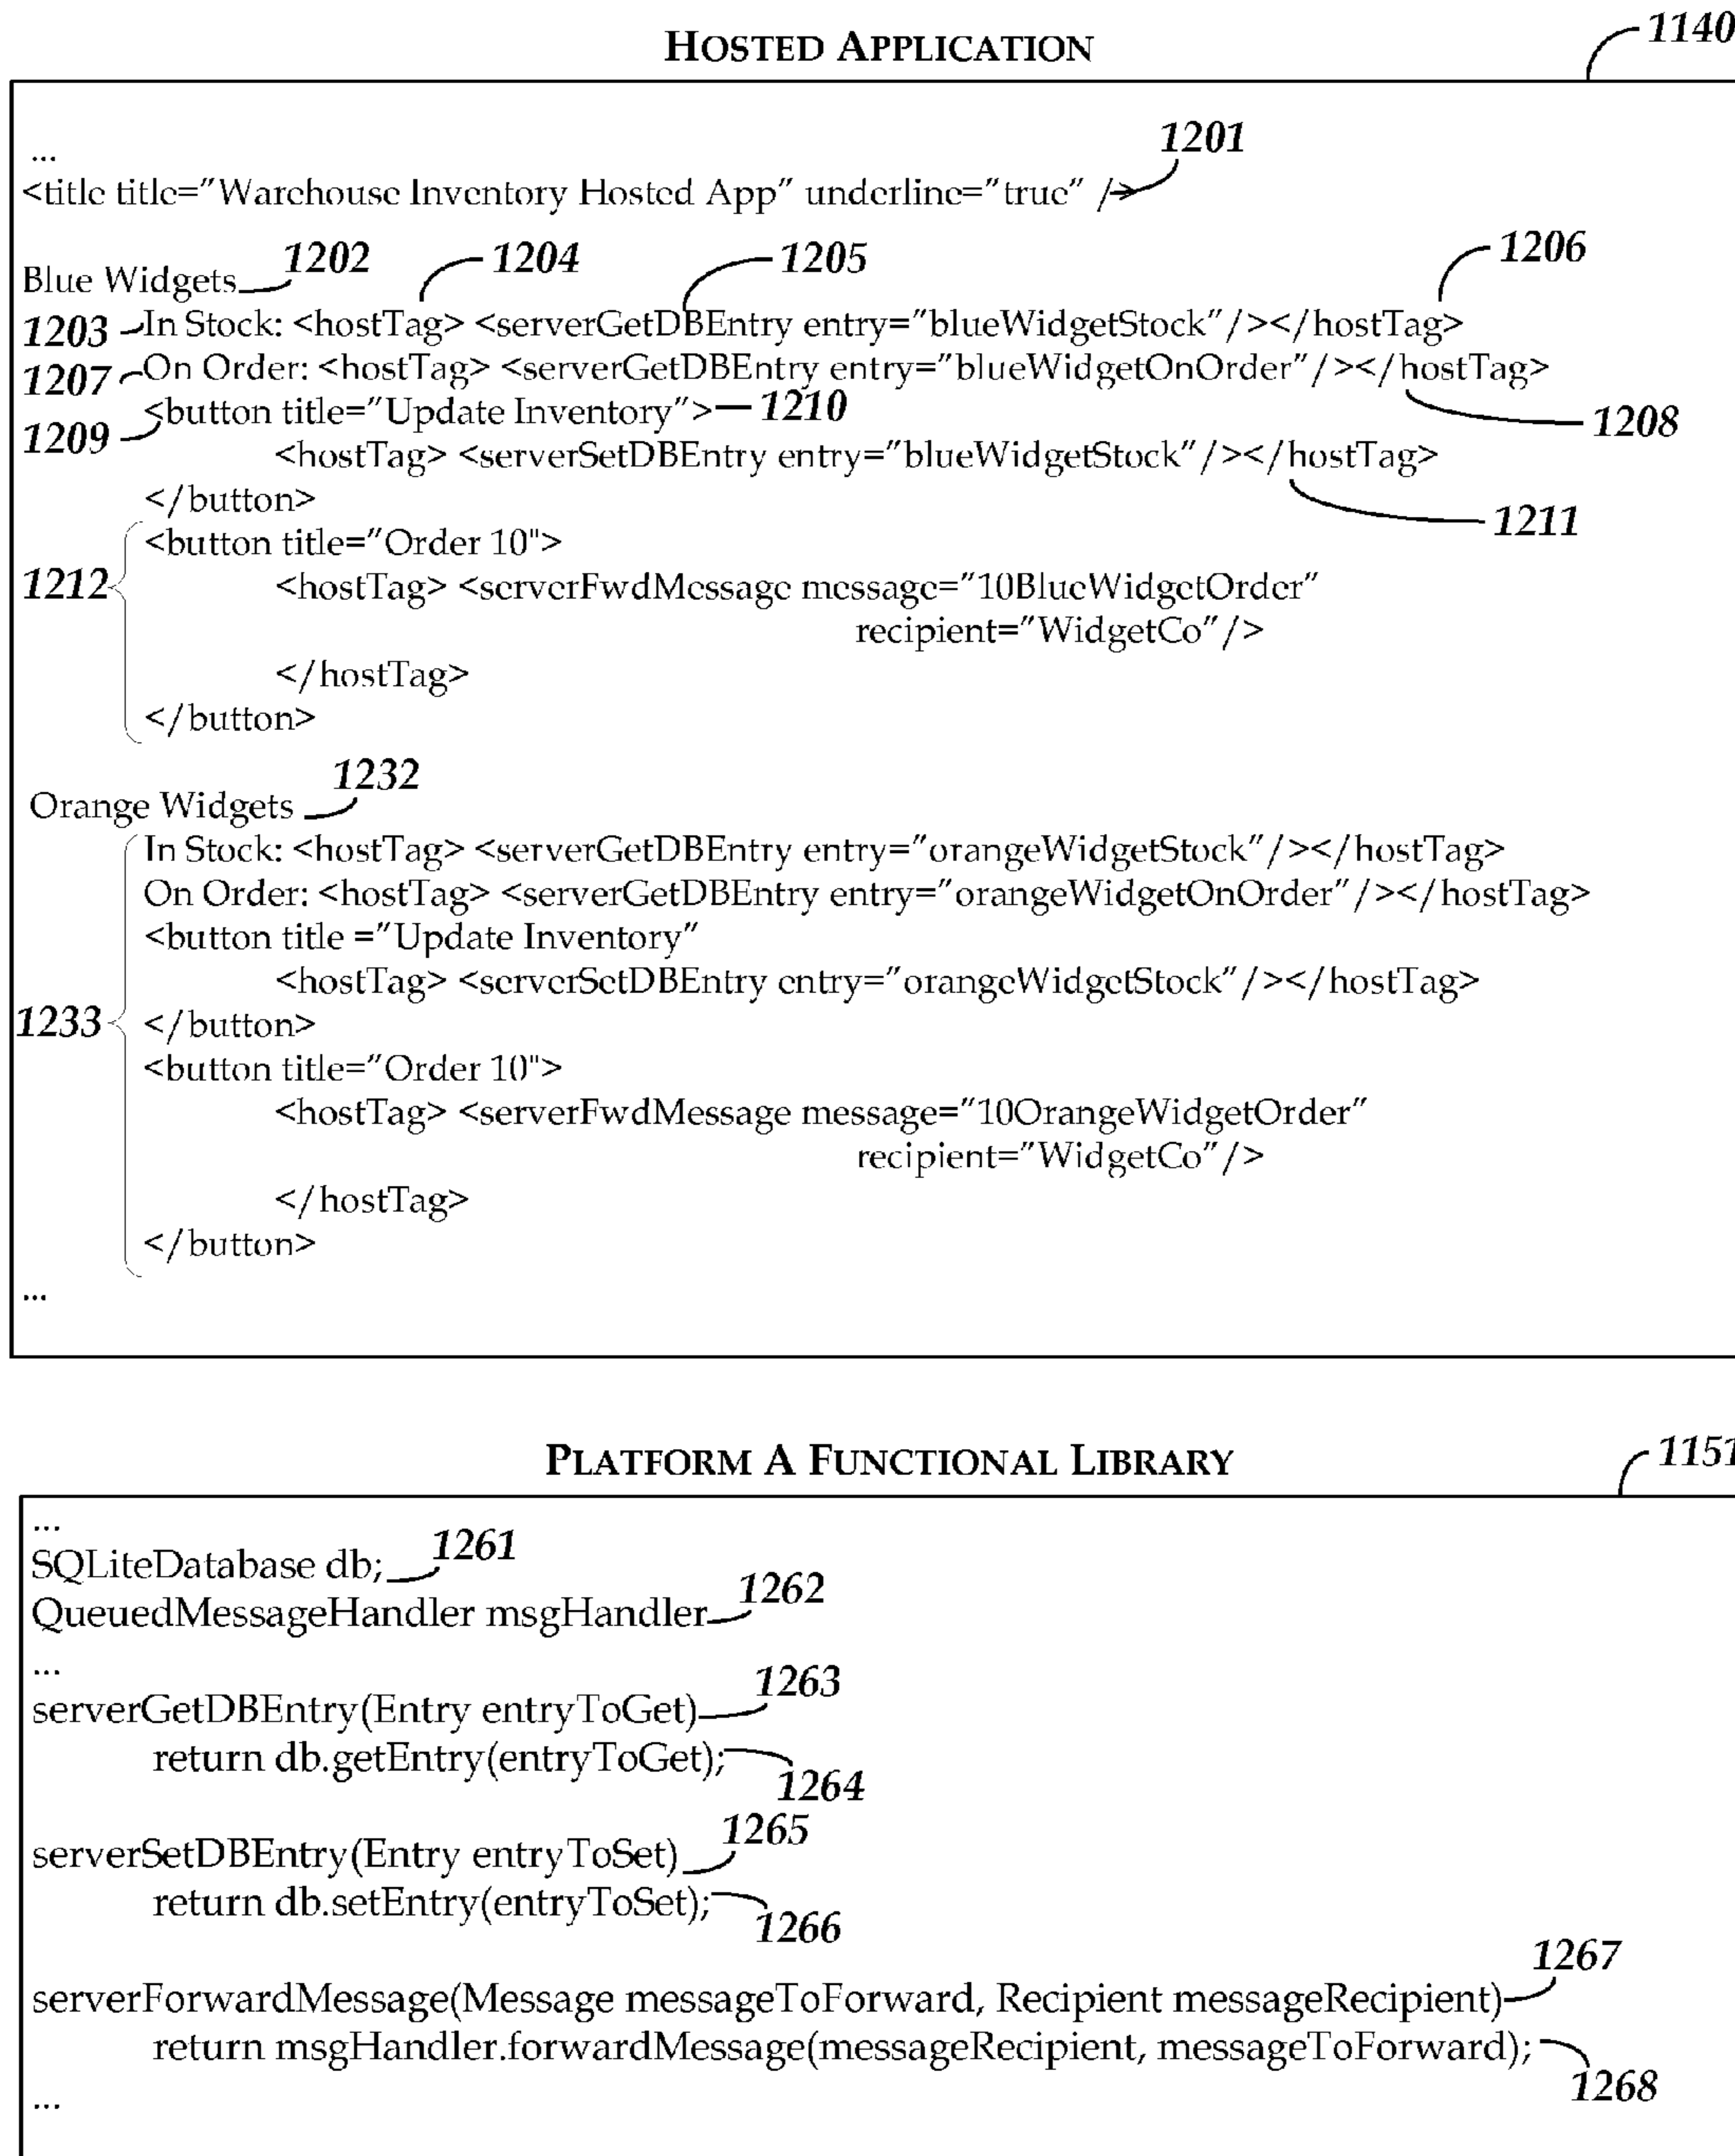 HOSTED APPLICATION
1140
...
1201
<title title="Warehouse Inventory Hosted App" underline="true" />
1202 1204 1205 1206
Blue Widgets
1203 In Stock: <hostTag> <serverGetDBEntry entry="blueWidgetStock"/></hostTag>
1207 On Order: <hostTag> <serverGetDBEntry entry="blueWidgetOnOrder"/></hostTag>
<button title="Update Inventory"> 1210
1209 1208
<hostTag> <serverSetDBEntry entry="blueWidgetStock"/></hostTag>
</button>
1211
<button title="Order 10">
1212 <hostTag> <serverFwdMessage message="10BlueWidgetOrder"
recipient="WidgetCo"/>
</hostTag>
</button>
1232
Orange Widgets
In Stock: <hostTag> <serverGetDBEntry entry="orangeWidgetStock"/></hostTag>
On Order: <hostTag> <serverGetDBEntry entry="orangeWidgetOnOrder"/></hostTag>
<button title ="Update Inventory"
<hostTag> <serverSetDBEntry entry="orangeWidgetStock"/></hostTag>
1233 </button>
<button title="Order 10">
<hostTag> <serverFwdMessage message="10OrangeWidgetOrder"
recipient="WidgetCo"/>
</hostTag>
</button>
...
PLATFORM A FUNCTIONAL LIBRARY
1151
...
SQLiteDatabase db; 1261
QueuedMessageHandler msgHandler 1262
...
serverGetDBEntry(Entry entryToGet) 1263
return db.getEntry(entryToGet);
1264
serverSetDBEntry(Entry entryToSet) 1265
return db.setEntry(entryToSet);
1266
1267
serverForwardMessage(Message messageToForward, Recipient messageRecipient)
return msgHandler.forwardMessage(messageRecipient, messageToForward);
1268
...